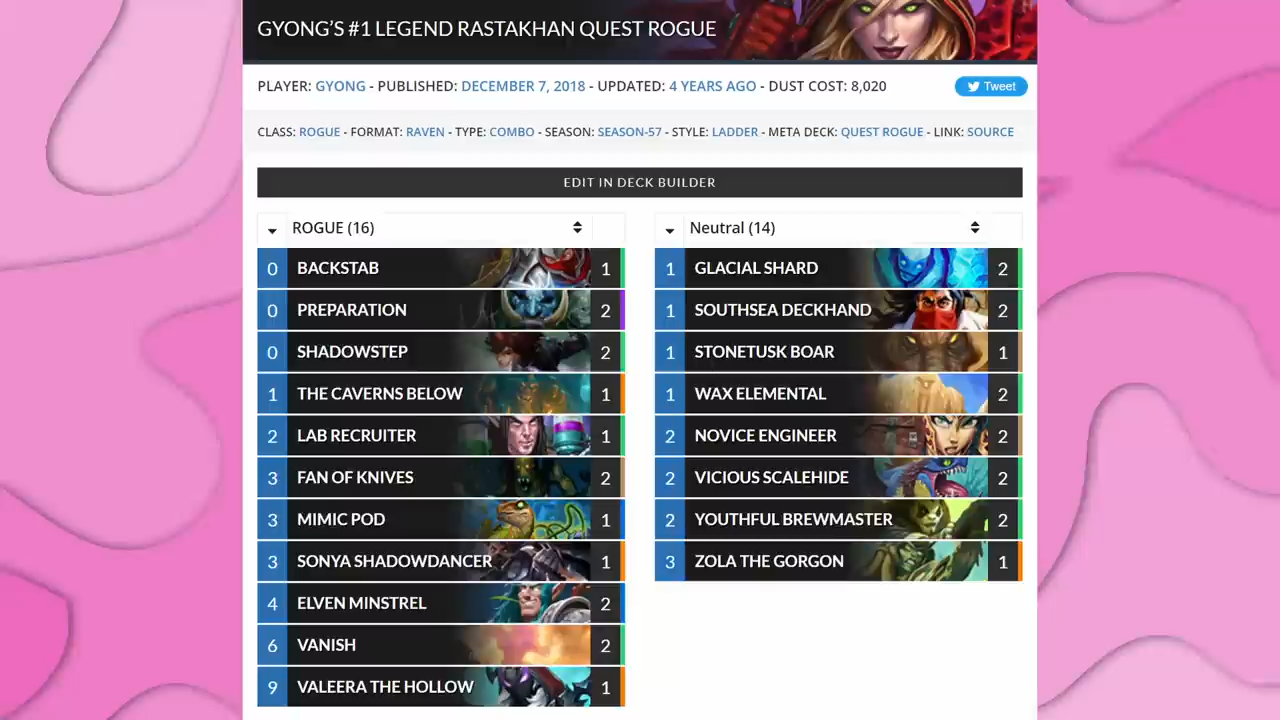 GYONG'S #1 LEGEND RASTAKHAN QUEST ROGUE
PLAYER: GYONG - PUBLISHED: DECEMBER 7, 2018 - UPDATED: 4 YEARS AGO - DUST COST: 8,020
Tweet
CLASS: ROGUE - FORMAT: RAVEN - TYPE: COMBO - SEASON: SEASON-57 - STYLE: LADDER - META DECK: QUEST ROGUE - LINK: SOURCE
EDIT IN DECK BUILDER
ROGUE (16)
0 BACKSTAB 1
0 PREPARATION 2
0 SHADOWSTEP 2
1 THE CAVERNS BELOW 1
2 LAB RECRUITER 1
3 FAN OF KNIVES 2
3 MIMIC POD 1
3 SONYA SHADOWDANCER 1
4 ELVEN MINSTREL 2
6 VANISH 2
9 VALEERA THE HOLLOW 1
Neutral (14)
1 GLACIAL SHARD 2
1 SOUTHSEA DECKHAND 2
1 STONETUSK BOAR 1
1 WAX ELEMENTAL 2
2 NOVICE ENGINEER 2
2 VICIOUS SCALEHIDE 2
2 YOUTHFUL BREWMASTER 2
3 ZOLA THE GORGON 1